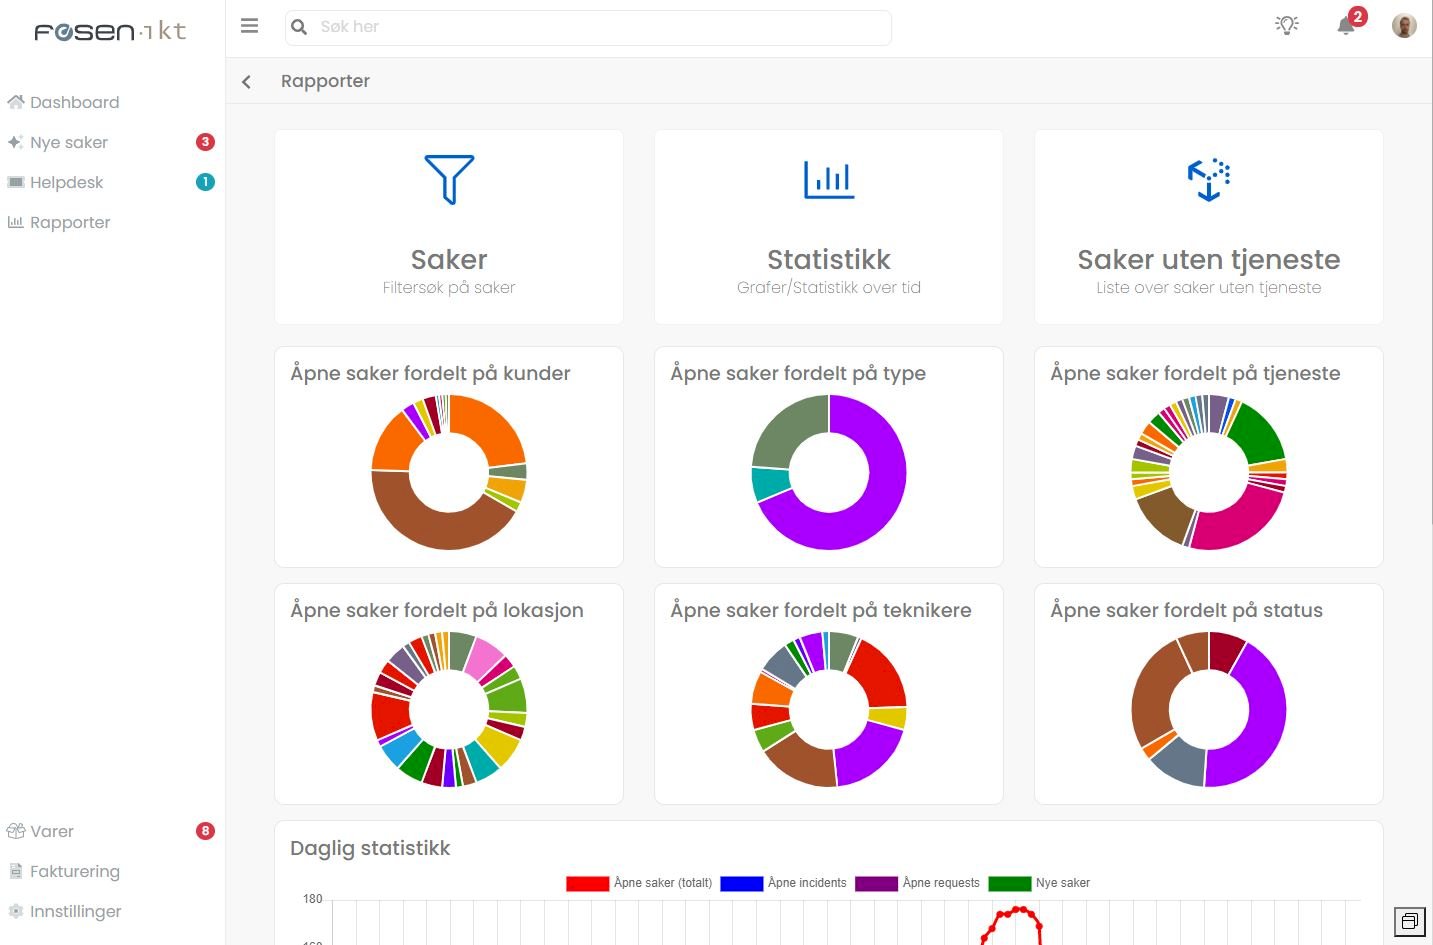 Fosen·ikt
Søk her
2
Rapporter
Dashboard
Nye saker 3
Helpdesk 1
Rapporter
Saker
Filtersøk på saker
Statistikk
Grafer/Statistikk over tid
Saker uten tjeneste
Liste over saker uten tjeneste
Åpne saker fordelt på kunder
Åpne saker fordelt på type
Åpne saker fordelt på tjeneste
Åpne saker fordelt på lokasjon
Åpne saker fordelt på teknikere
Åpne saker fordelt på status
Daglig statistikk
Åpne saker (totalt) Åpne incidents Åpne requests Nye saker
180
160
Varer 8
Fakturering
Innstillinger